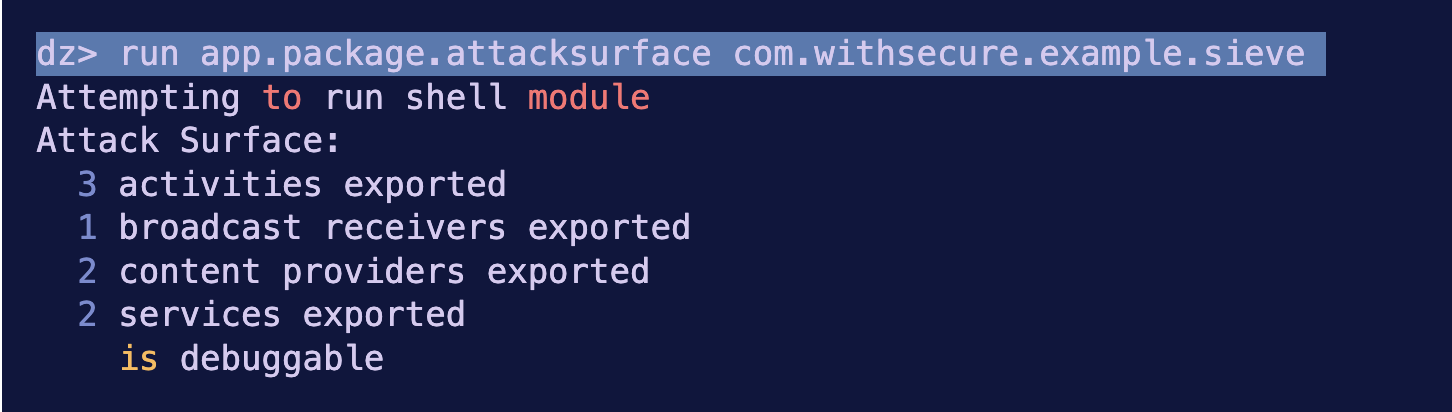 dz> run app.package.attacksurface com.withsecure.example.sieve
Attempting to run shell module
Attack Surface:
3 activities exported
1 broadcast receivers exported
2 content providers exported
2 services exported
is debuggable